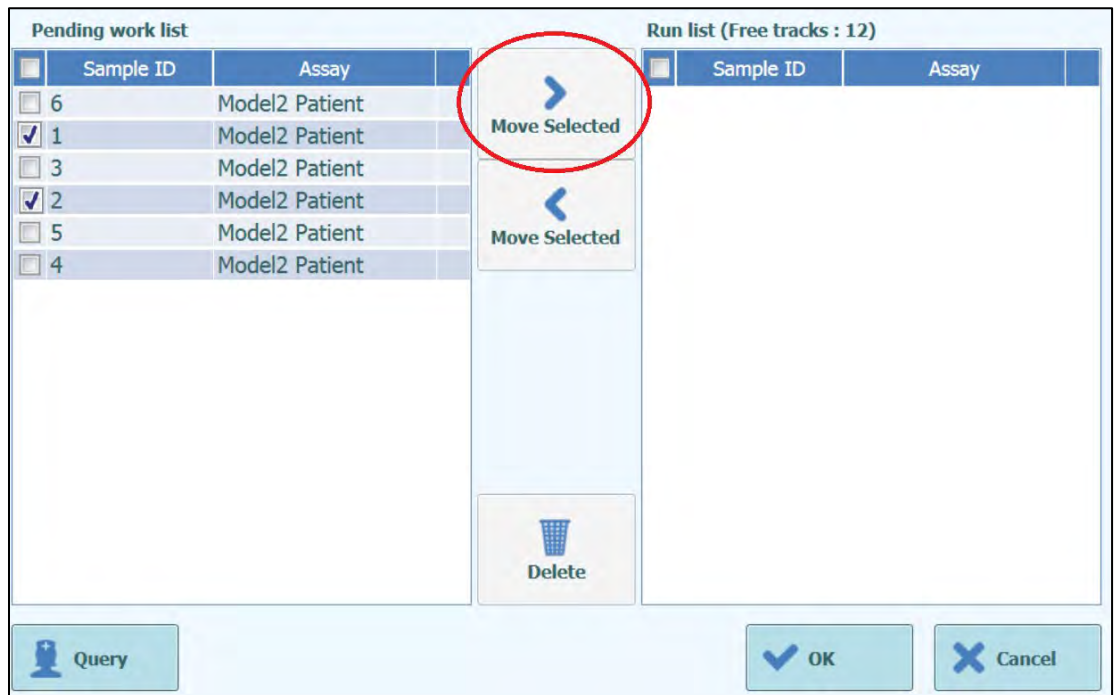 Pending work list
Run list (Free tracks : 12)
Sample ID Assay
Sample ID Assay
6 Model2 Patient
1 Model2 Patient
3 Model2 Patient
2 Model2 Patient
5 Model2 Patient
4 Model2 Patient
Move Selected
Move Selected
Delete
Query
OK
Cancel